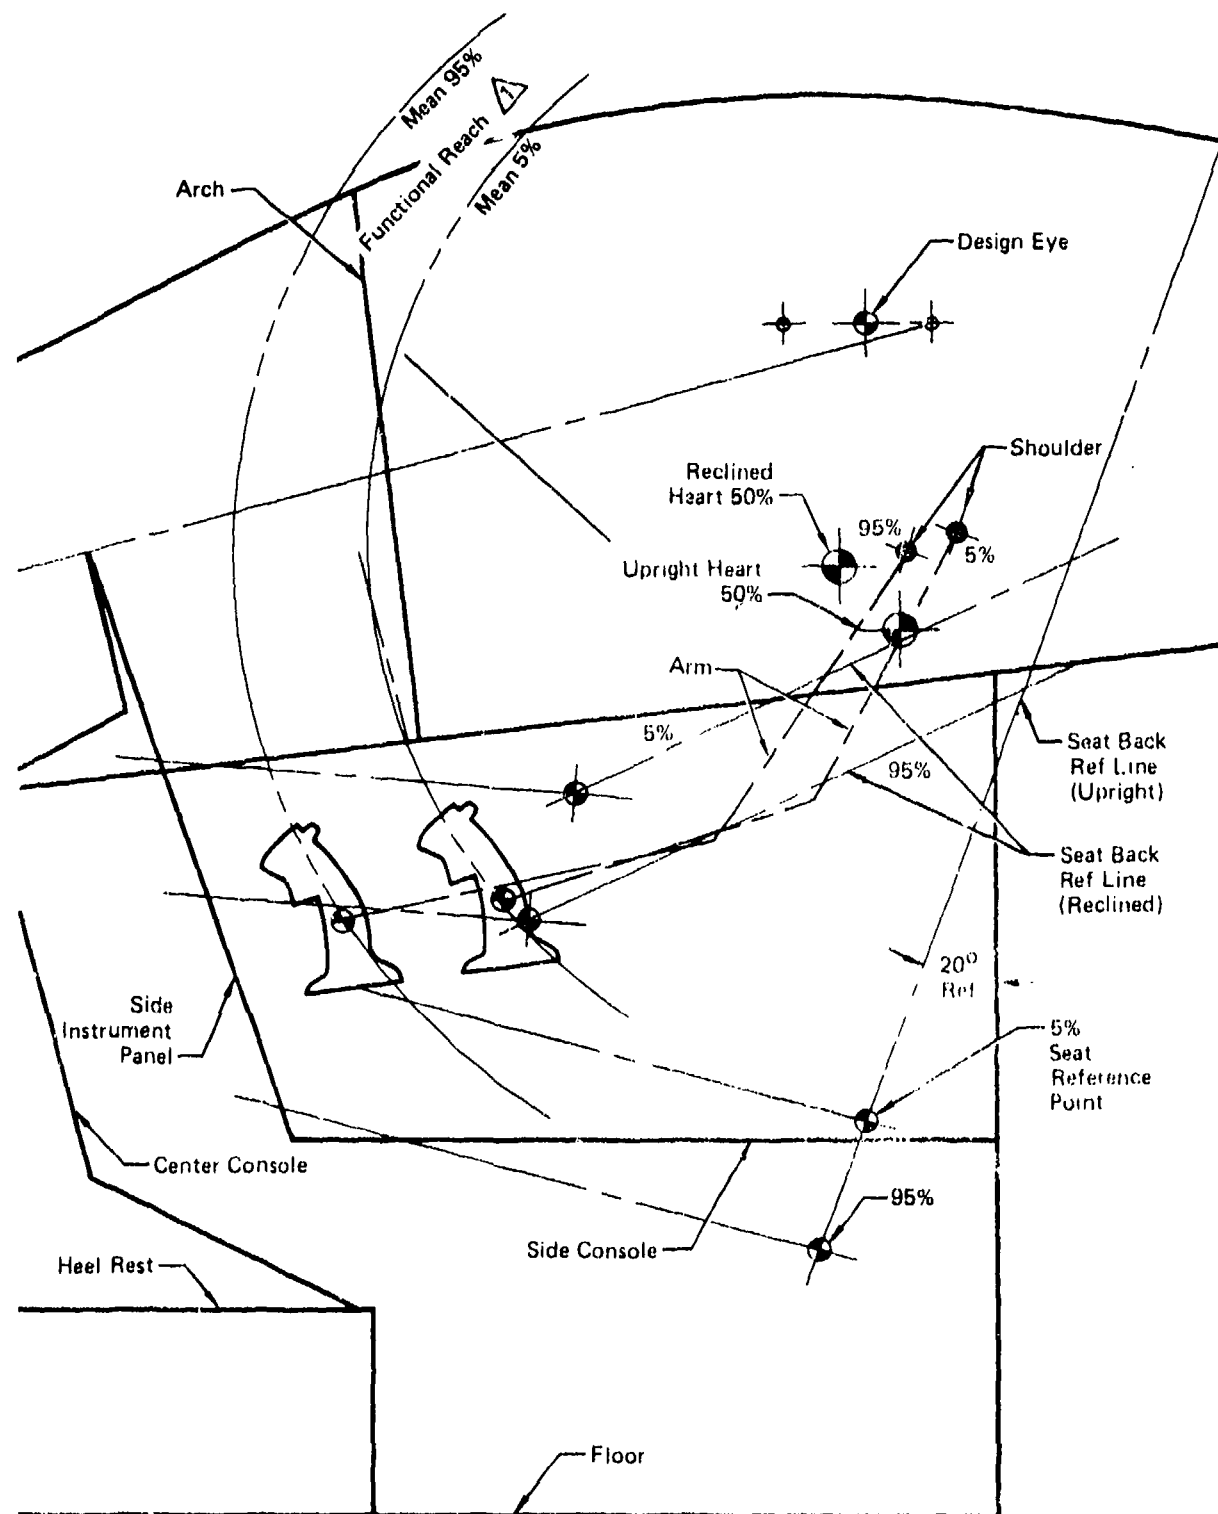 Mean 95%
Functional Reach 1
Mean 5%
Arch
Design Eye
Shoulder
Reclined
Heart 50%
95%
5%
Upright Heart
50%
Arm
5%
95%
Seat Back
Ref Line
(Upright)
Seat Back
Ref Line
(Reclined)
20°
Ref
Side
Instrument
Panel
5%
Seat
Reference
Point
Center Console
95%
Side Console
Heel Rest
Floor